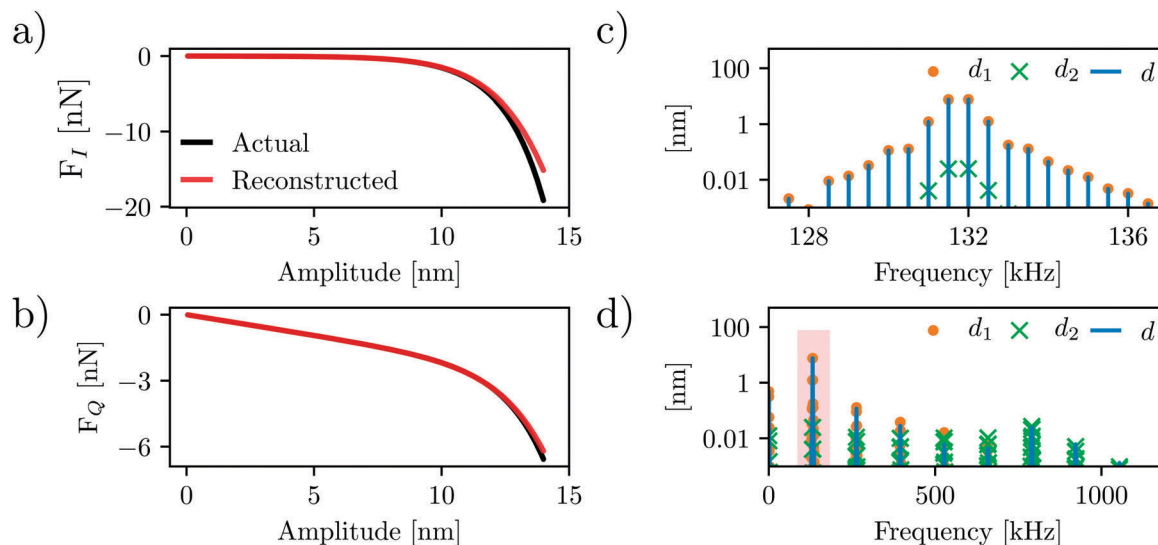 a)
0
−10
−20
F_I [nN]
Actual
Reconstructed
0 5 10 15
Amplitude [nm]
b)
0
−3
−6
F_Q [nN]
0 5 10 15
Amplitude [nm]
c)
d_1 d_2 d
100
1
0.01
[nm]
128 132 136
Frequency [kHz]
d)
d_1 d_2 d
100
1
0.01
[nm]
0 500 1000
Frequency [kHz]